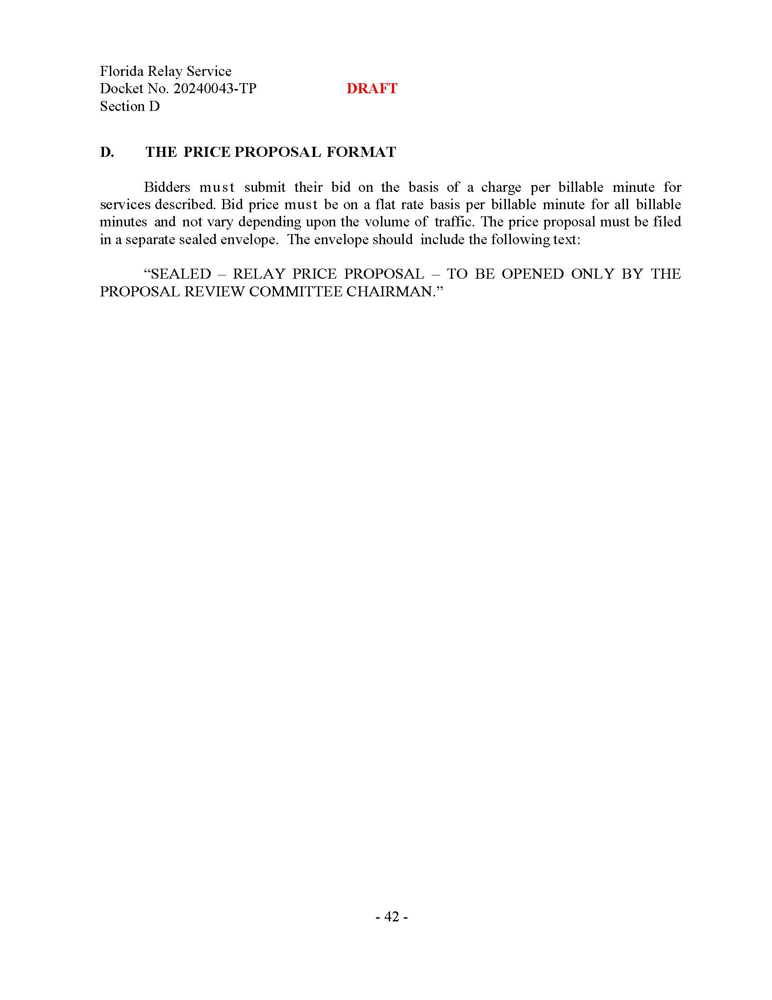 Florida Relay Service
Docket No. 20240043-TP DRAFT
Section D
D. THE PRICE PROPOSAL FORMAT
Bidders must submit their bid on the basis of a charge per billable minute for
services described. Bid price must be on a flat rate basis per billable minute for all billable
minutes and not vary depending upon the volume of traffic. The price proposal must be filed
in a separate sealed envelope. The envelope should include the following text:
“SEALED – RELAY PRICE PROPOSAL – TO BE OPENED ONLY BY THE
PROPOSAL REVIEW COMMITTEE CHAIRMAN.”
- 42 -